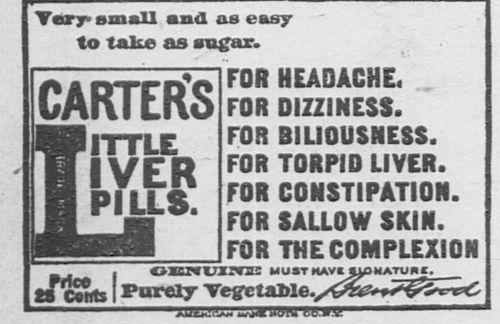 Very small and as easy
to take as sugar.
CARTER'S
LITTLE
LIVER
PILLS.
FOR HEADACHE.
FOR DIZZINESS.
FOR BILIOUSNESS.
FOR TORPID LIVER.
FOR CONSTIPATION.
FOR SALLOW SKIN.
FOR THE COMPLEXION
GENUINE MUST HAVE SIGNATURE.
Price
25 Cents
Purely Vegetable.
Brent Good
AMERICAN BANK NOTE CO. N.Y.